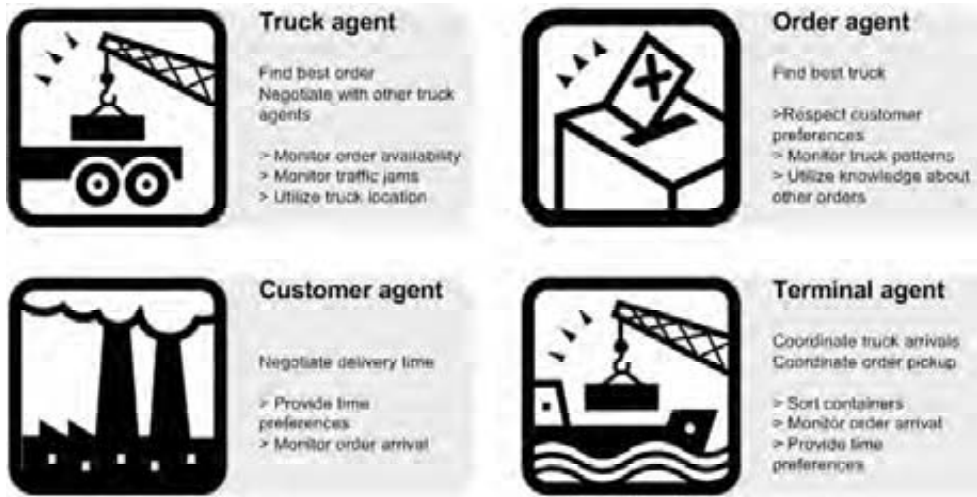 Truck agent
Find best order
Negotiate with other truck
agents
> Monitor order availability
> Monitor traffic jams
> Utilize truck location
Order agent
Find best truck
>Respect customer
preferences
> Monitor truck patterns
> Utilize knowledge about
other orders
Customer agent
Negotiate delivery time
> Provide time
preferences
> Monitor order arrival
Terminal agent
Coordinate truck arrivals
Coordinate order pickup
> Sort containers
> Monitor order arrival
> Provide time
preferences